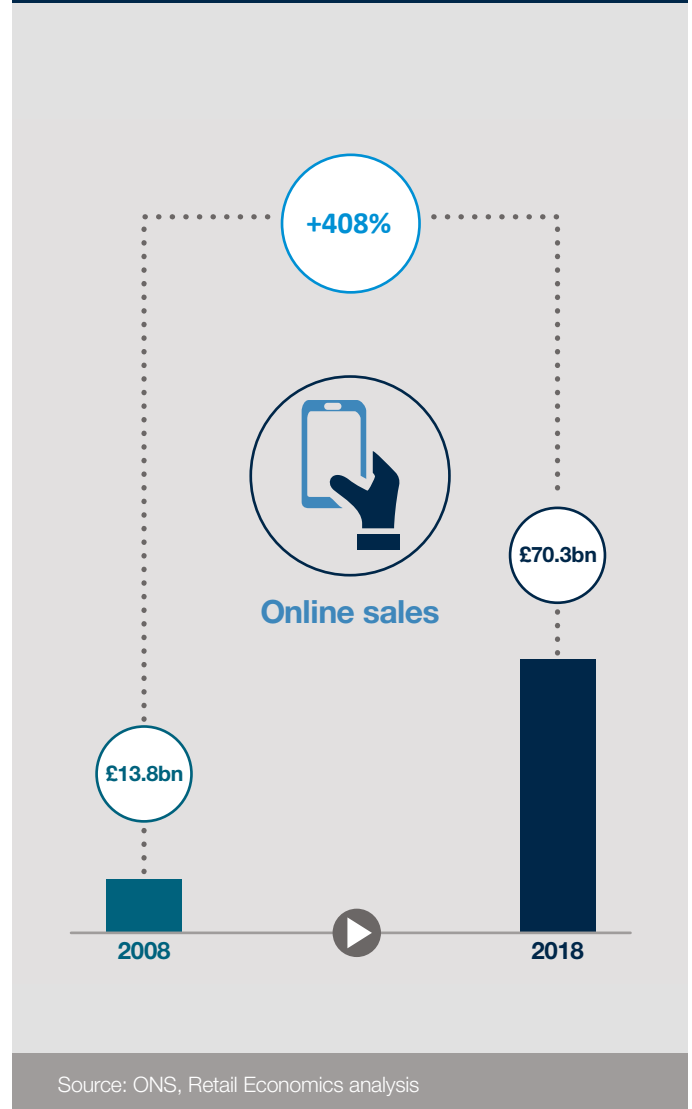 +408%
£70.3bn
Online sales
£13.8bn
2008
2018
Source: ONS, Retail Economics analysis